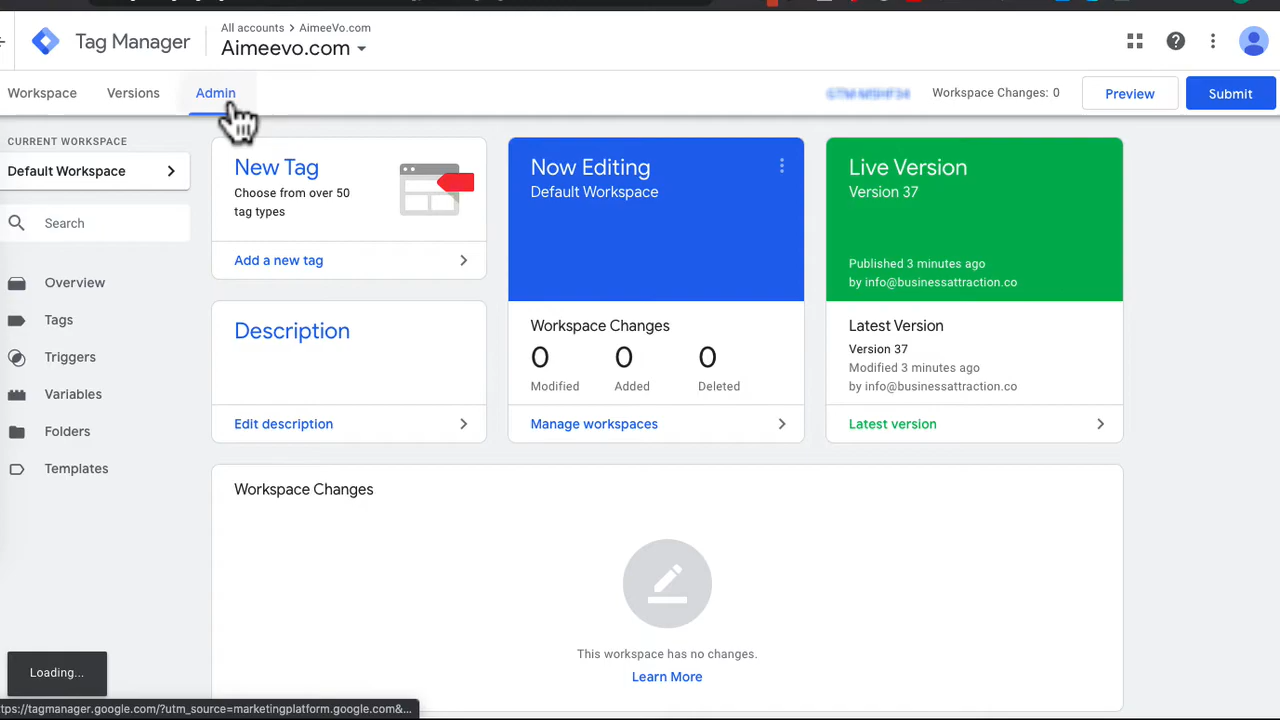 All accounts > AimeeVo.com
Tag Manager
Aimeevo.com
Workspace
Versions
Admin
Workspace Changes: 0
Preview
Submit
CURRENT WORKSPACE
Default Workspace
Search
Overview
Tags
Triggers
Variables
Folders
Templates
New Tag
Choose from over 50
tag types
Add a new tag
Description
Edit description
Now Editing
Default Workspace
Workspace Changes
0 0 0
Modified Added Deleted
Manage workspaces
Live Version
Version 37
Published 3 minutes ago
by info@businessattraction.co
Latest Version
Version 37
Modified 3 minutes ago
by info@businessattraction.co
Latest version
Workspace Changes
This workspace has no changes.
Learn More
Loading...
ttps://tagmanager.google.com/?utm_source=marketingplatform.google.com&...